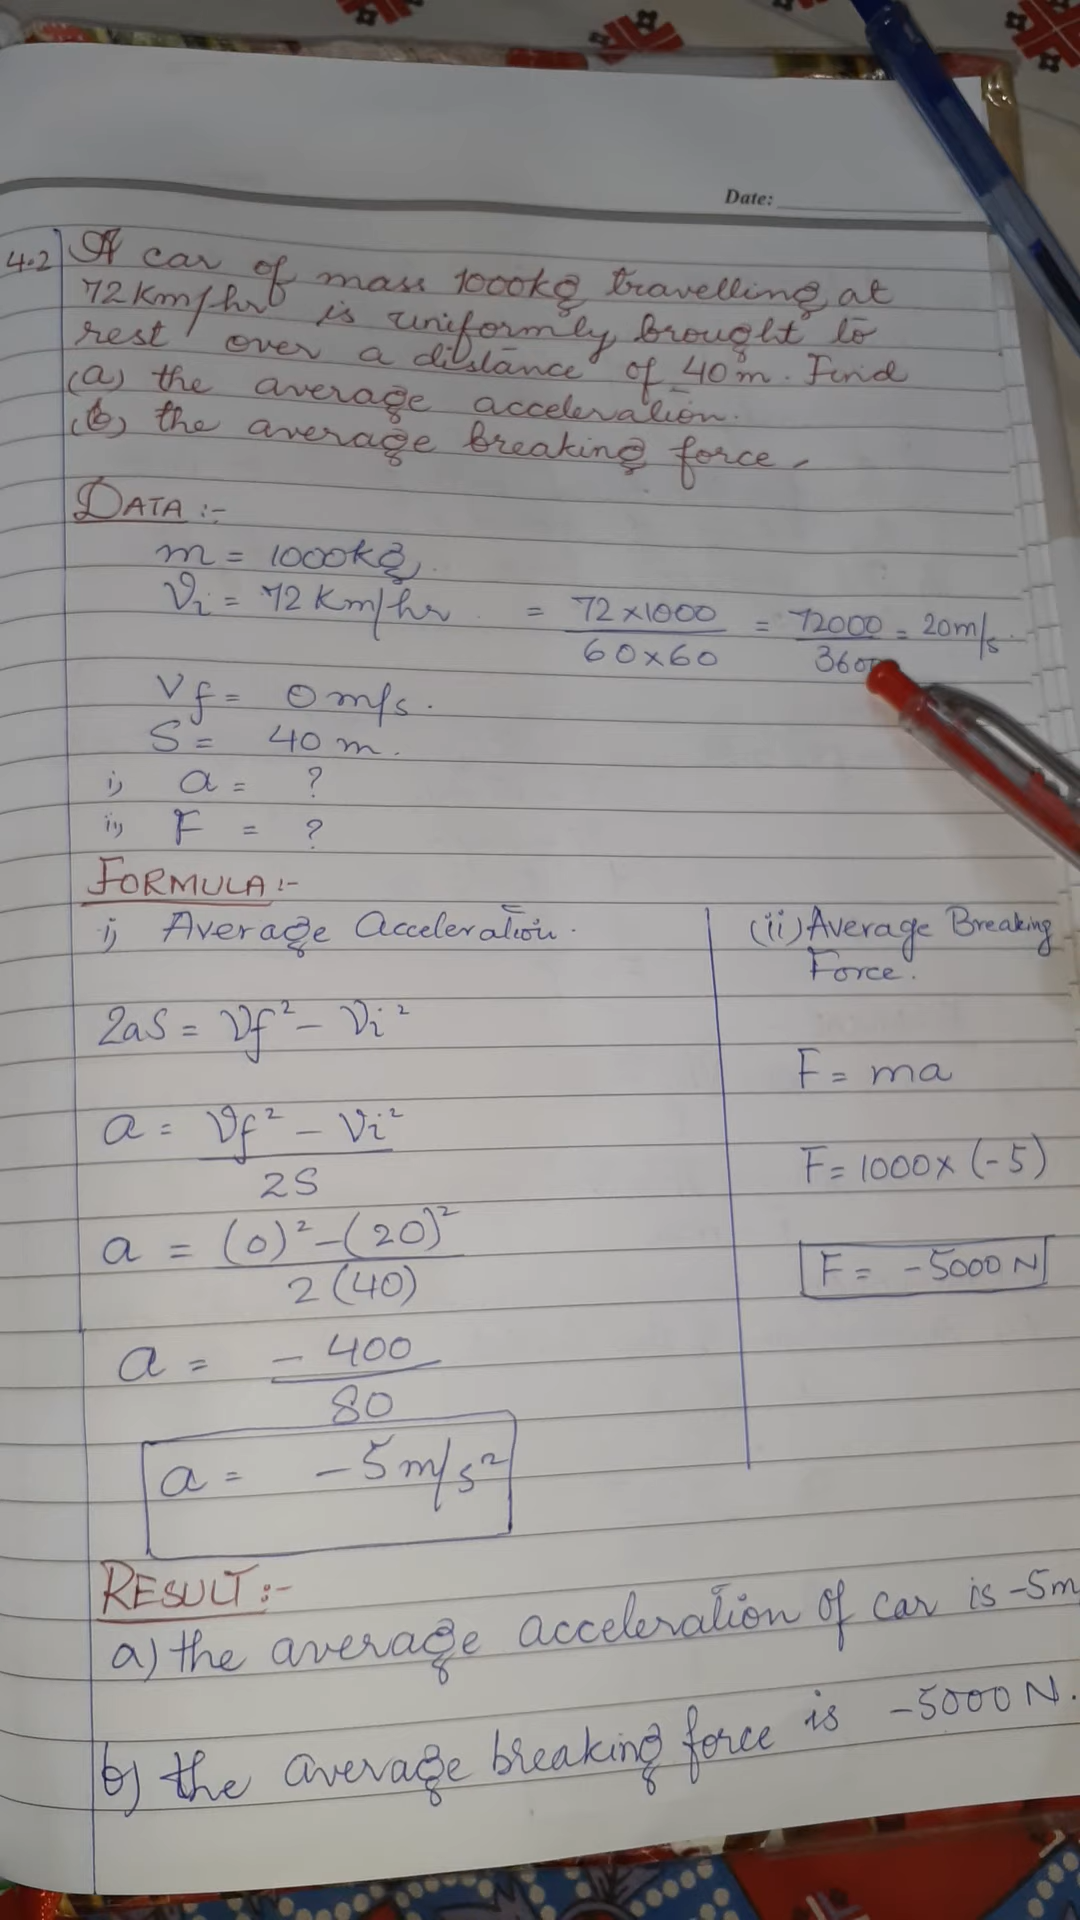 Date:
4.2 A car of mass 1000kg travelling at
72Km/hr is uniformly brought to
rest over a distance of 40m. Find
(a) the average acceleration.
(b) the average breaking force.
DATA :-
m = 1000kg.
Vi = 72 Km/hr = 72×1000/60×60 = 72000/360 = 20m/s.
Vf = 0 m/s.
S = 40 m.
i) a = ?
ii) F = ?
FORMULA :-
i) Average Acceleration.
2aS = Vf² - Vi²
a = Vf² - Vi²/2S
a = (0)² - (20)²/2(40)
a = -400/80
a = -5m/s²
(ii) Average Breaking
Force.
F = ma
F = 1000× (-5)
F = -5000 N
RESULT :-
a) the average acceleration of car is -5m
b) the average breaking force is -5000 N.